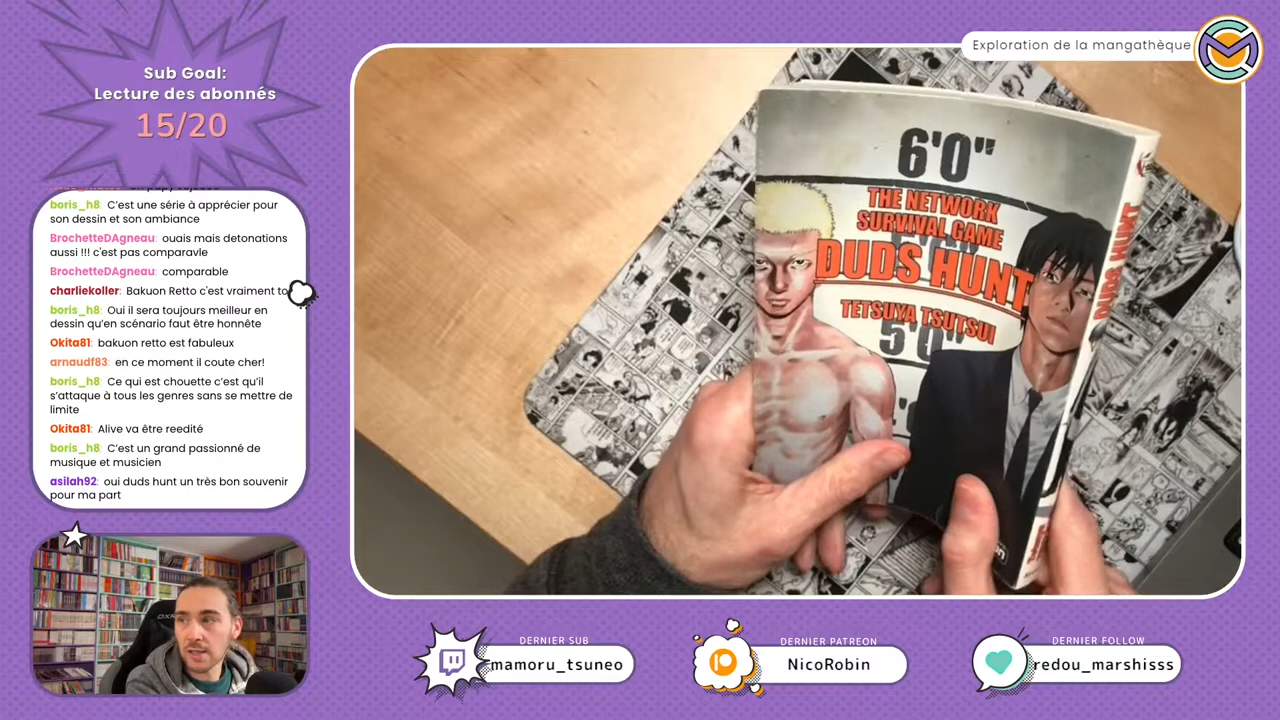 Sub Goal:
Lecture des abonnés
15/20
boris_h8: C'est une série à apprécier pour
son dessin et son ambiance
BrochetteDAgneau: ouais mais detonations
aussi !!! c'est pas comparavle
BrochetteDAgneau: comparable
charliekoller: Bakuon Retto c'est vraiment to
boris_h8: Oui il sera toujours meilleur en
dessin qu'en scénario faut être honnête
Okita81: bakuon retto est fabuleux
arnaudf83: en ce moment il coute cher!
boris_h8: Ce qui est chouette c'est qu'il
s'attaque à tous les genres sans se mettre de
limite
Okita81: Alive va être reedité
boris_h8: C'est un grand passionné de
musique et musicien
asilah92: oui duds hunt un très bon souvenir
pour ma part
Exploration de la mangathèque
6'0"
THE NETWORK
SURVIVAL GAME
DUDS HUNT
TETSUYA TSUTSUI
5'0"
DUDS HUNT
DERNIER SUB
mamoru_tsuneo
DERNIER PATREON
NicoRobin
DERNIER FOLLOW
redou_marshisss